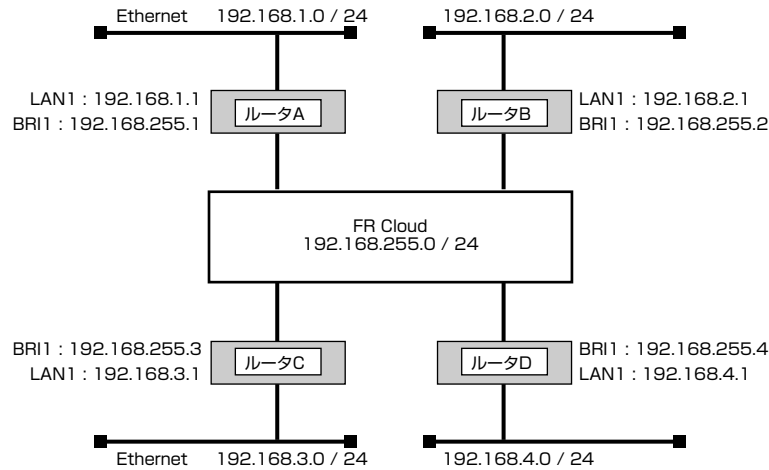 Ethernet 192.168.1.0 / 24
192.168.2.0 / 24
LAN1 : 192.168.1.1
BRI1 : 192.168.255.1
ルータA
ルータB
LAN1 : 192.168.2.1
BRI1 : 192.168.255.2
FR Cloud
192.168.255.0 / 24
BRI1 : 192.168.255.3
LAN1 : 192.168.3.1
ルータC
ルータD
BRI1 : 192.168.255.4
LAN1 : 192.168.4.1
Ethernet 192.168.3.0 / 24
192.168.4.0 / 24